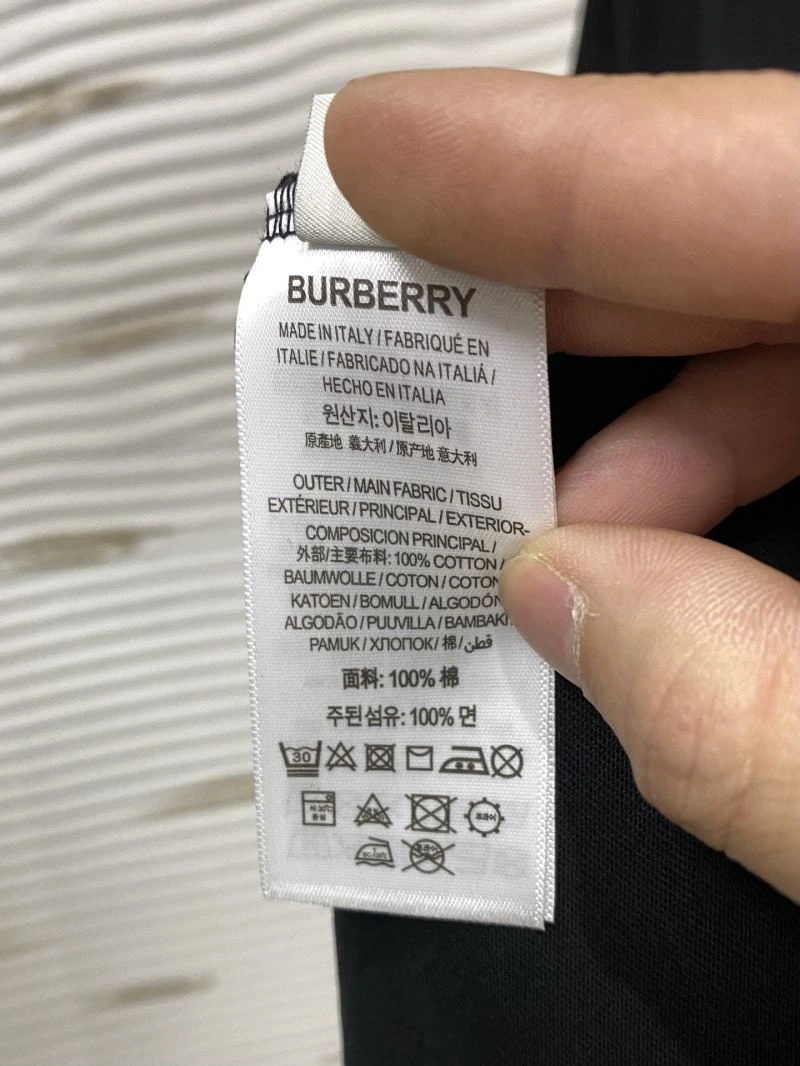 BURBERRY
MADE IN ITALY / FABRIQUÉ EN
ITALIE / FABRICADO NA ITALIÁ /
HECHO EN ITALIA
원산지: 이탈리아
原產地 義大利 / 原产地 意大利
OUTER / MAIN FABRIC / TISSU
EXTÉRIEUR / PRINCIPAL / EXTERIOR-
COMPOSICION PRINCIPAL /
外部/主要布料: 100% COTTON /
BAUMWOLLE / COTON / COTON
KATOEN / BOMULL / ALGODÓN
ALGODÃO / PUUVILLA / BAMBAKI
PAMUK / ХЛОПОК / 棉 / قطن
面料: 100% 棉
주된섬유: 100% 면
30